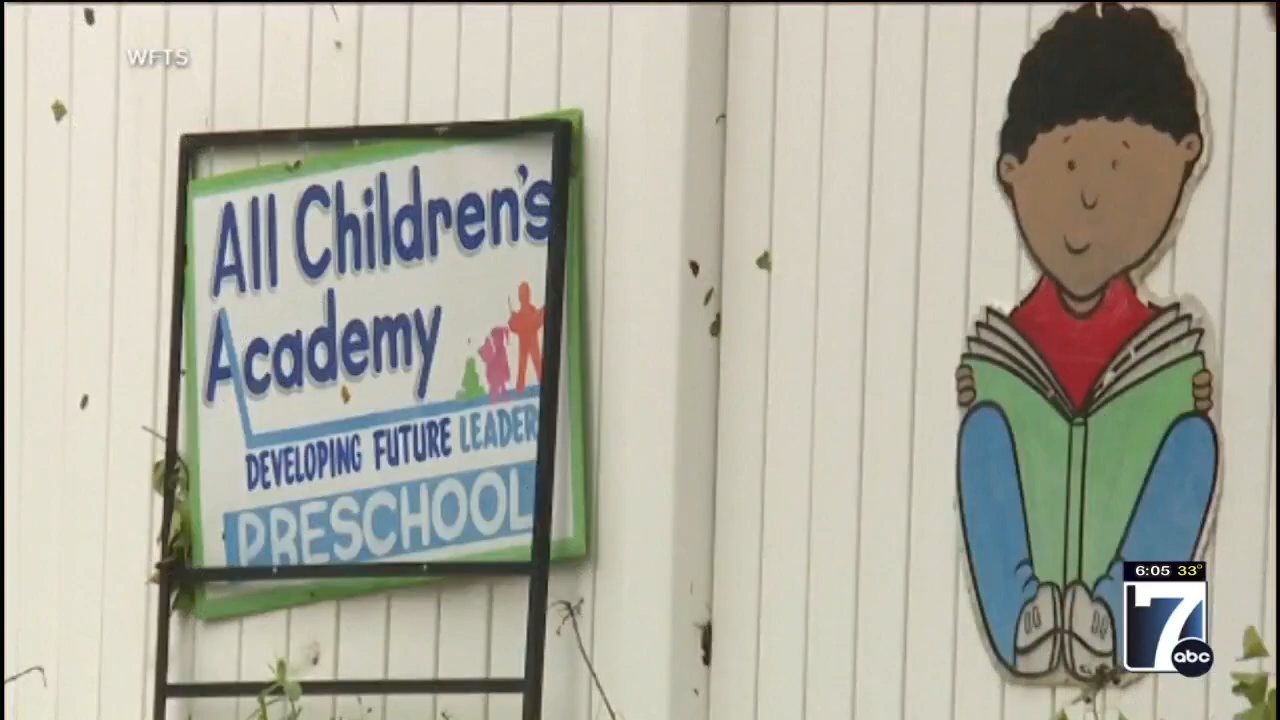 WFTS
All Children's
Academy
DEVELOPING FUTURE LEADER
PRESCHOOL
6:05 33°
7
abc